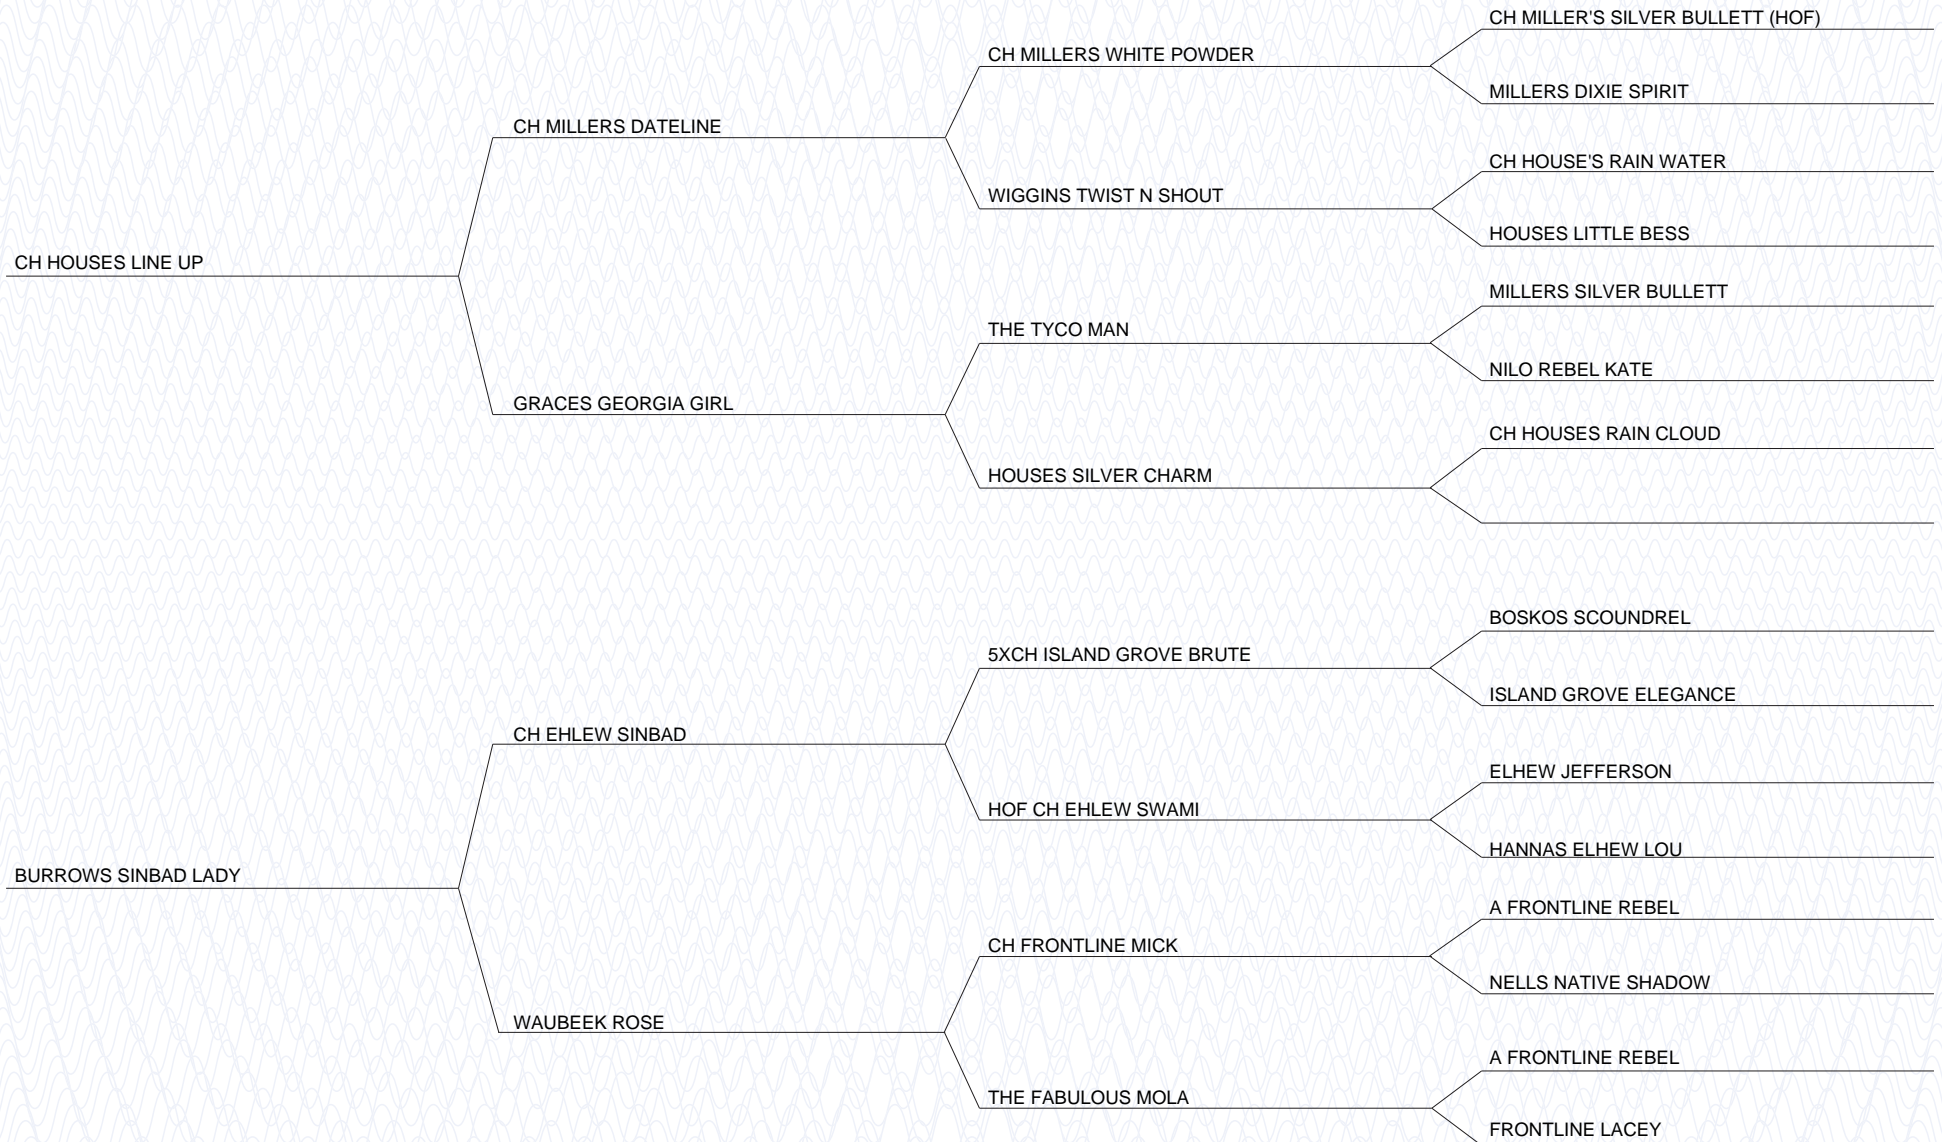 CH MILLER'S SILVER BULLETT (HOF)
CH MILLERS WHITE POWDER
MILLERS DIXIE SPIRIT
CH MILLERS DATELINE
CH HOUSE'S RAIN WATER
WIGGINS TWIST N SHOUT
HOUSES LITTLE BESS
CH HOUSES LINE UP
MILLERS SILVER BULLETT
THE TYCO MAN
NILO REBEL KATE
GRACES GEORGIA GIRL
CH HOUSES RAIN CLOUD
HOUSES SILVER CHARM
BOSKOS SCOUNDREL
5XCH ISLAND GROVE BRUTE
ISLAND GROVE ELEGANCE
CH EHLEW SINBAD
ELHEW JEFFERSON
HOF CH EHLEW SWAMI
HANNAS ELHEW LOU
BURROWS SINBAD LADY
A FRONTLINE REBEL
CH FRONTLINE MICK
NELLS NATIVE SHADOW
WAUBEEK ROSE
A FRONTLINE REBEL
THE FABULOUS MOLA
FRONTLINE LACEY